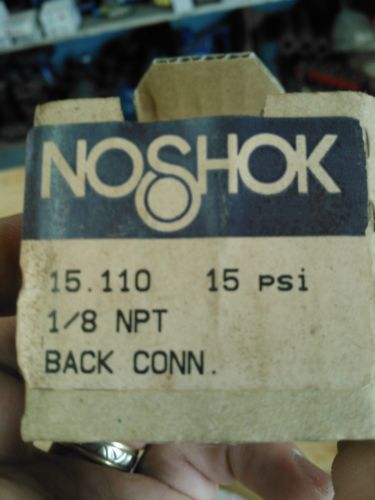 NOSHOK
15.110 15 psi
1/8 NPT
BACK CONN.